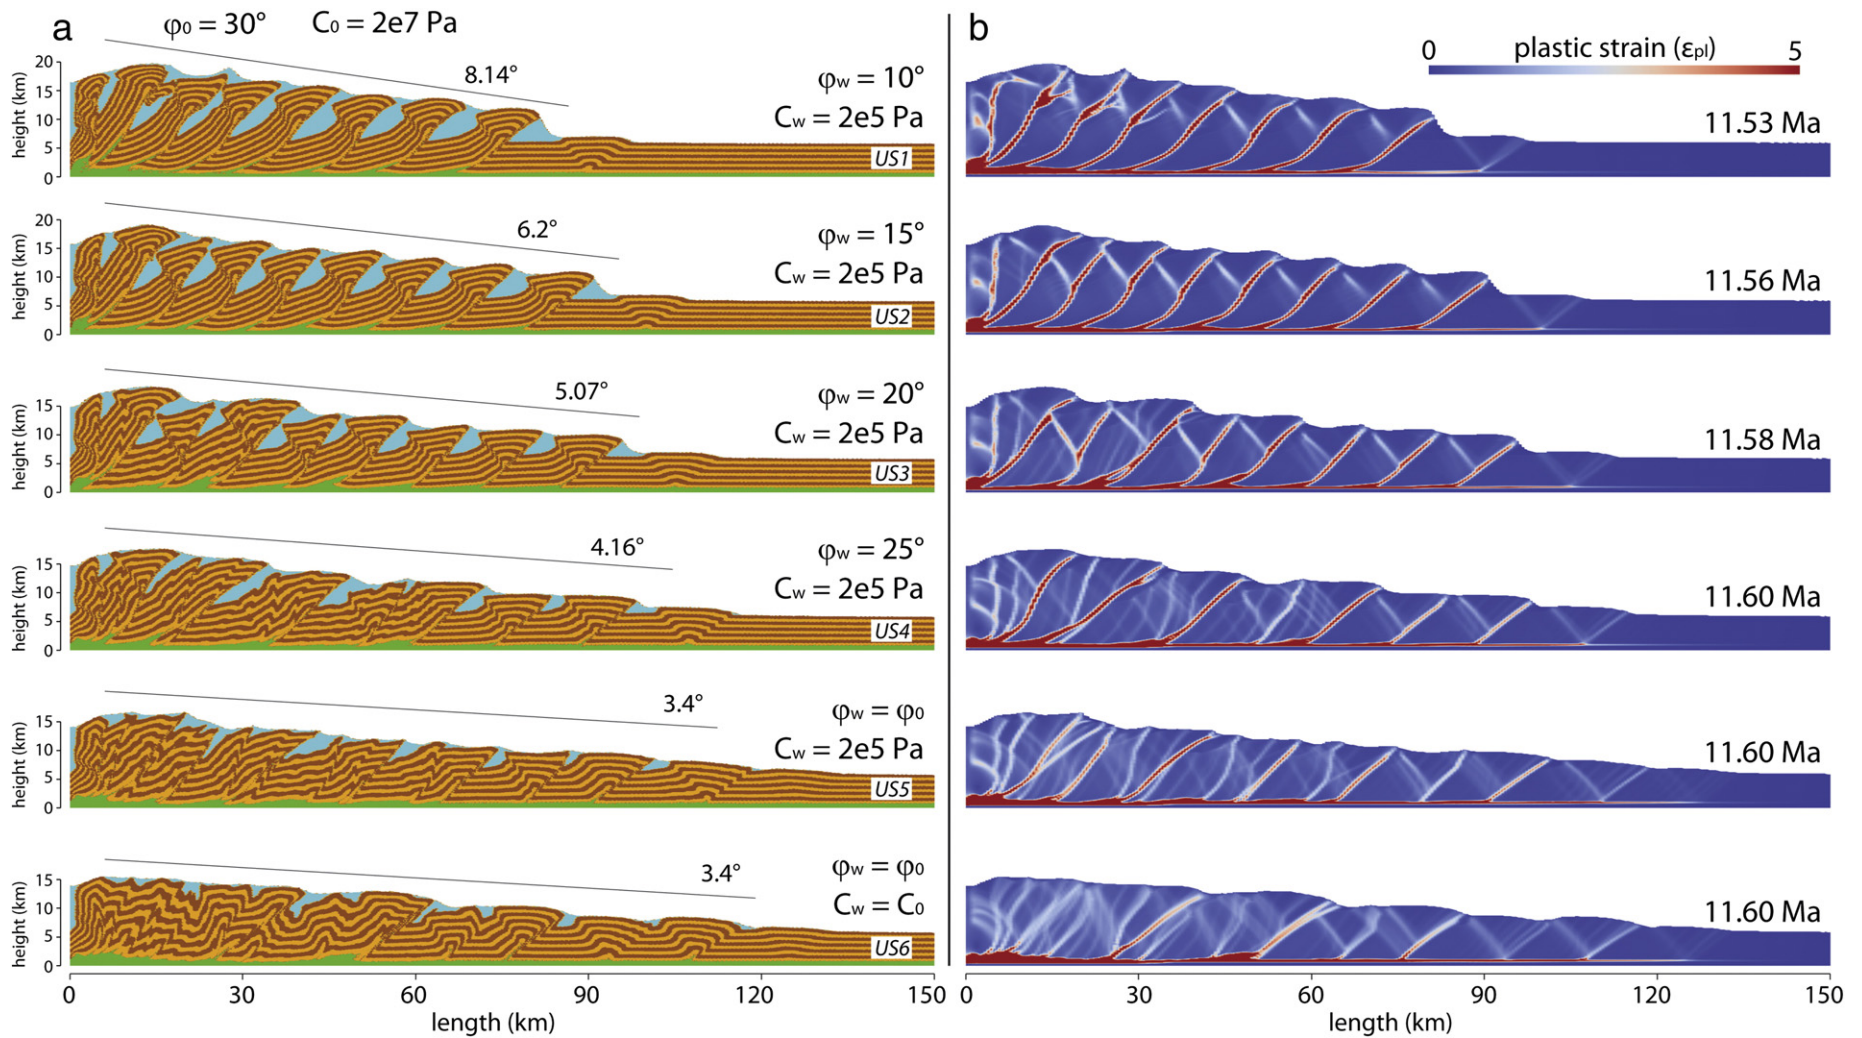 a φ₀ = 30° C₀ = 2e7 Pa
height (km)
20
15
10
5
0
8.14°
φw = 10°
Cw = 2e5 Pa
US1
height (km)
20
15
10
5
0
6.2°
φw = 15°
Cw = 2e5 Pa
US2
height (km)
15
10
5
0
5.07°
φw = 20°
Cw = 2e5 Pa
US3
height (km)
15
10
5
0
4.16°
φw = 25°
Cw = 2e5 Pa
US4
height (km)
15
10
5
0
3.4°
φw = φ₀
Cw = 2e5 Pa
US5
height (km)
15
10
5
0
3.4°
φw = φ₀
Cw = C₀
US6
0 30 60 90 120 150
length (km)
b
0 plastic strain (εpl) 5
11.53 Ma
11.56 Ma
11.58 Ma
11.60 Ma
11.60 Ma
11.60 Ma
0 30 60 90 120 150
length (km)